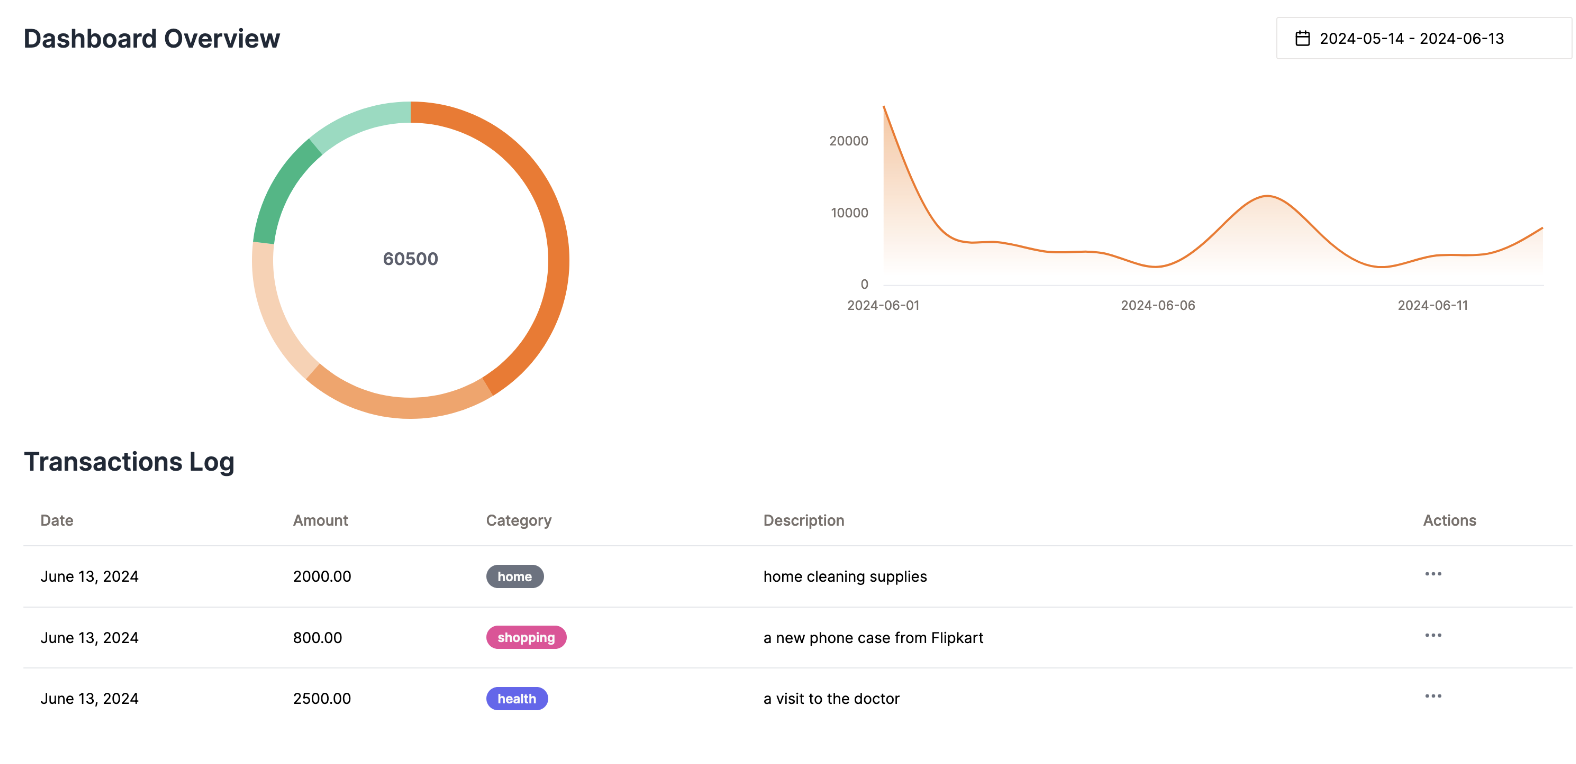 Dashboard Overview
2024-05-14 - 2024-06-13
60500
20000
10000
0
2024-06-01 2024-06-06 2024-06-11
Transactions Log
Date Amount Category Description Actions
June 13, 2024 2000.00 home home cleaning supplies
June 13, 2024 800.00 shopping a new phone case from Flipkart
June 13, 2024 2500.00 health a visit to the doctor